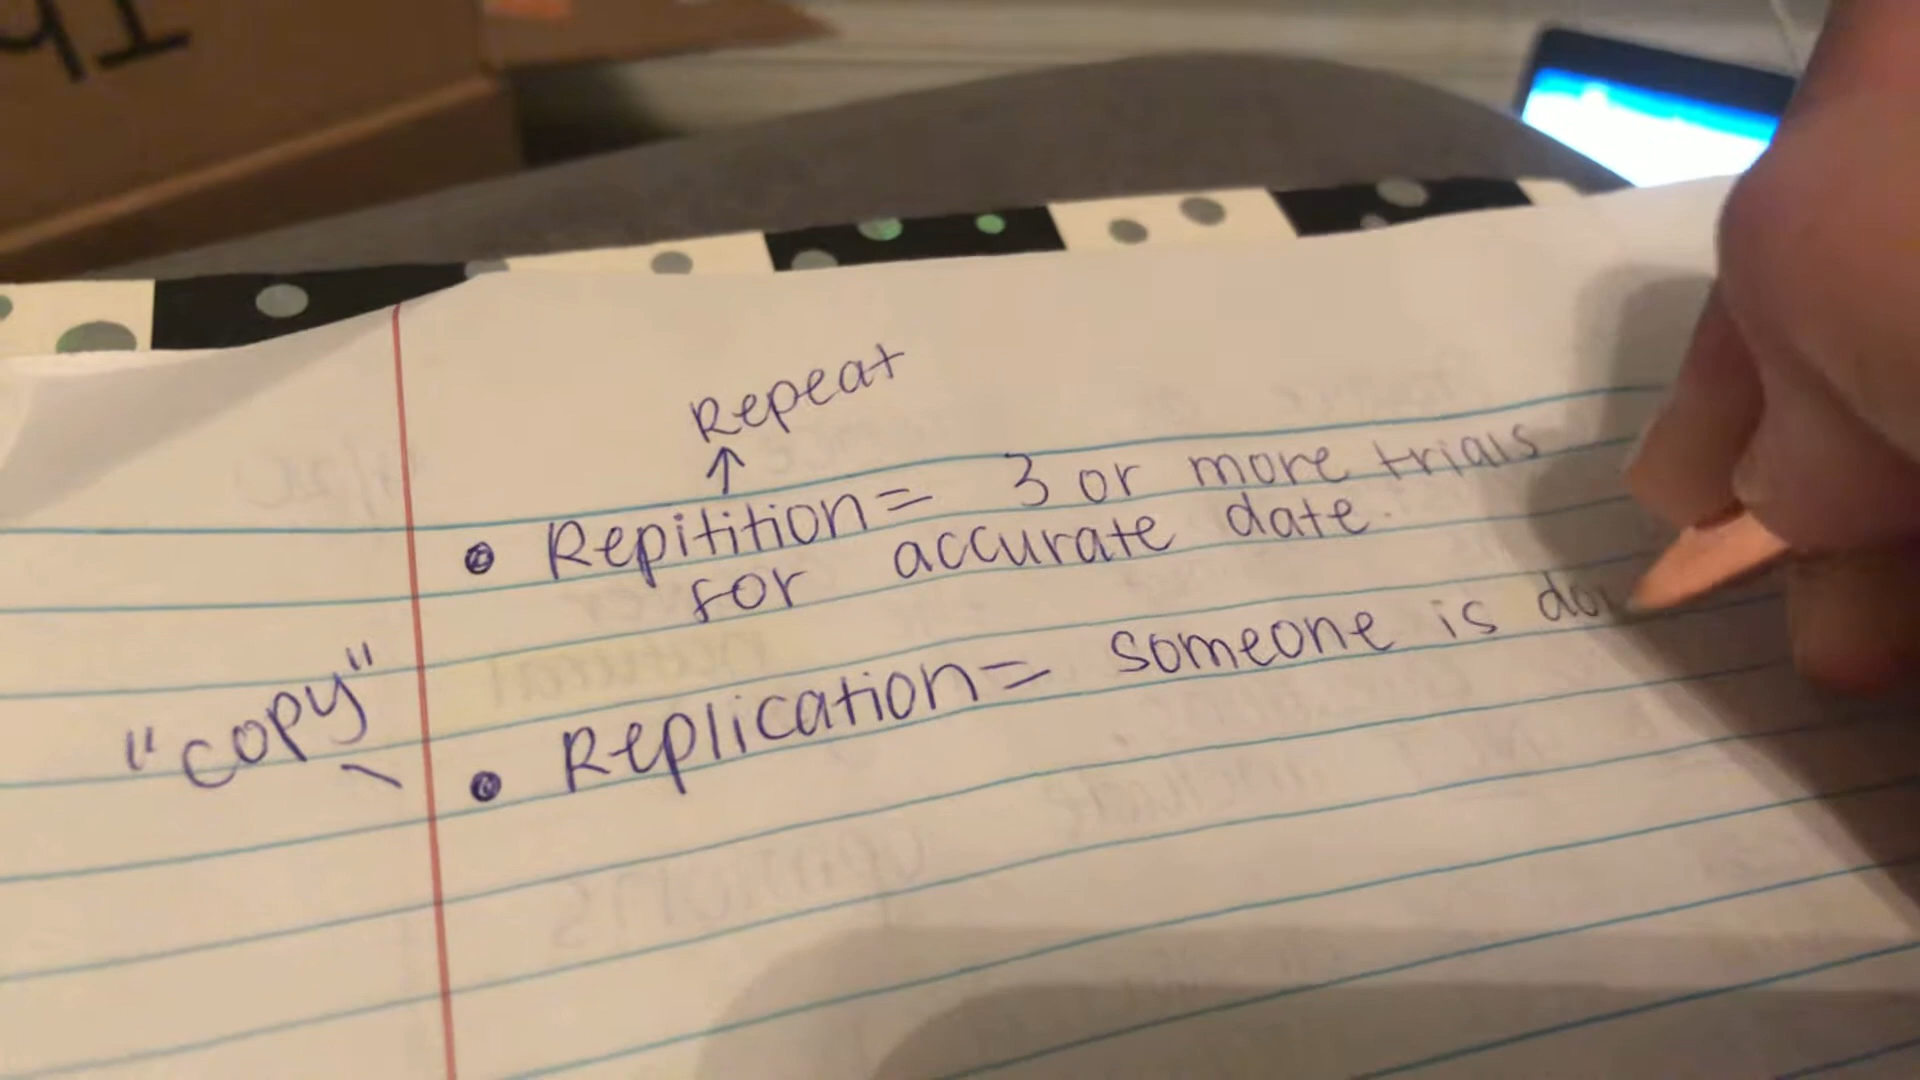 Repeat
↑
• Repitition = 3 or more trials
for accurate date.
"copy"
\ • Replication = someone is